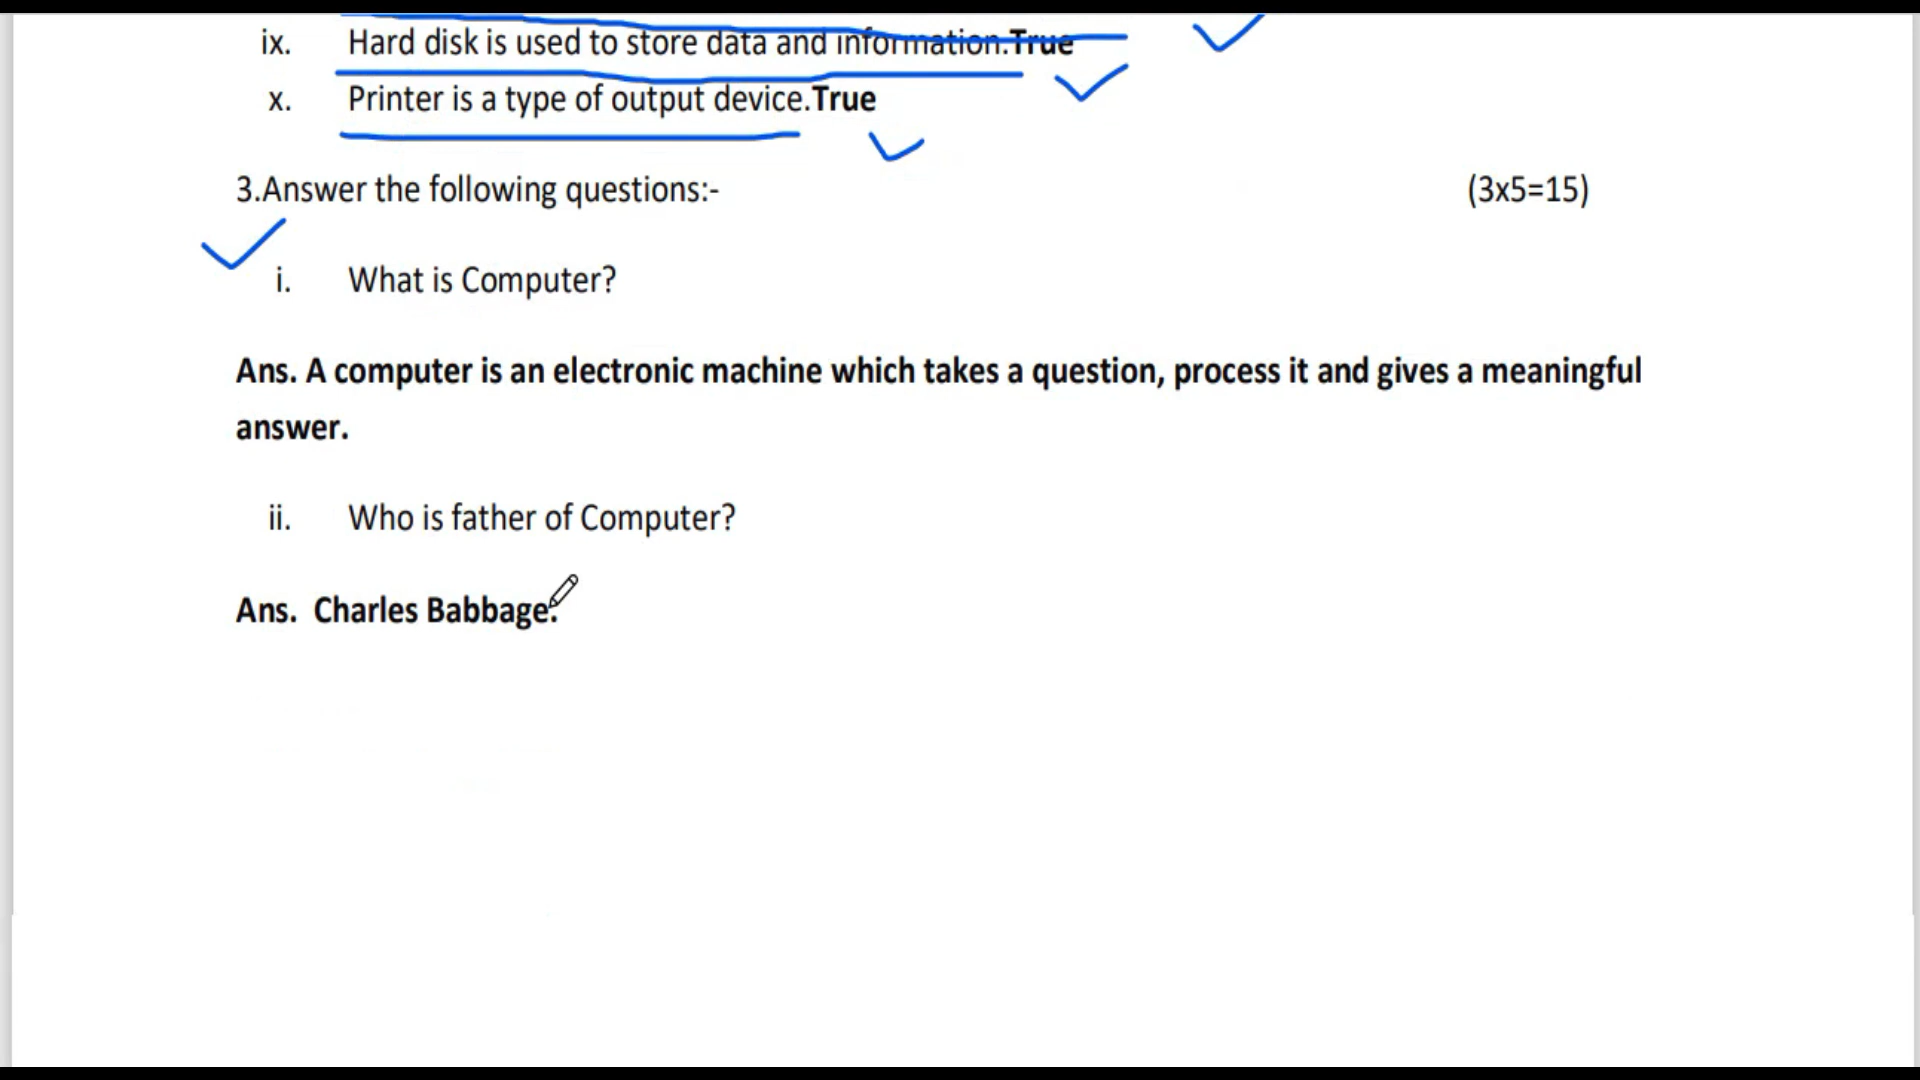 ix. Hard disk is used to store data and information.True
x. Printer is a type of output device.True
3.Answer the following questions:- (3x5=15)
i. What is Computer?
Ans. A computer is an electronic machine which takes a question, process it and gives a meaningful
answer.
ii. Who is father of Computer?
Ans. Charles Babbage.